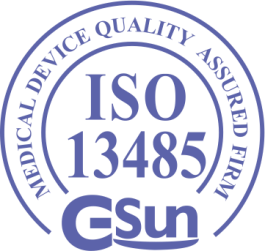 MEDICAL DEVICE QUALITY ASSURED FIRM
ISO
13485
GSun